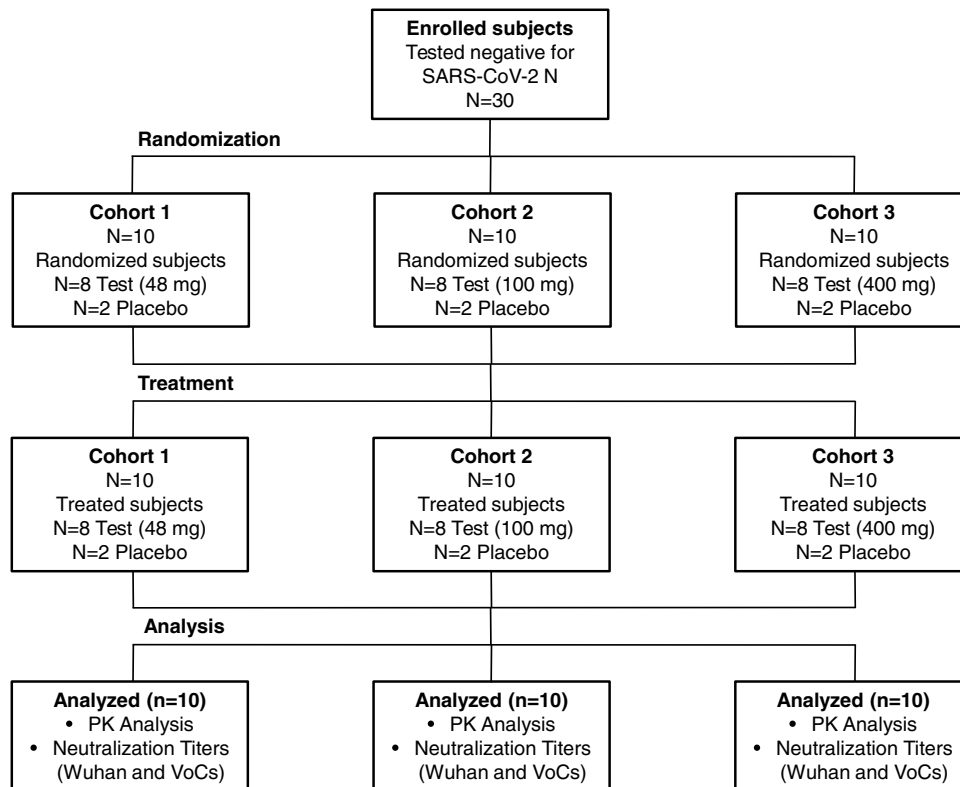 Enrolled subjects
Tested negative for
SARS-CoV-2 N
N=30
Randomization
Cohort 1
N=10
Randomized subjects
N=8 Test (48 mg)
N=2 Placebo
Cohort 2
N=10
Randomized subjects
N=8 Test (100 mg)
N=2 Placebo
Cohort 3
N=10
Randomized subjects
N=8 Test (400 mg)
N=2 Placebo
Treatment
Cohort 1
N=10
Treated subjects
N=8 Test (48 mg)
N=2 Placebo
Cohort 2
N=10
Treated subjects
N=8 Test (100 mg)
N=2 Placebo
Cohort 3
N=10
Treated subjects
N=8 Test (400 mg)
N=2 Placebo
Analysis
Analyzed (n=10)
• PK Analysis
• Neutralization Titers
(Wuhan and VoCs)
Analyzed (n=10)
• PK Analysis
• Neutralization Titers
(Wuhan and VoCs)
Analyzed (n=10)
• PK Analysis
• Neutralization Titers
(Wuhan and VoCs)